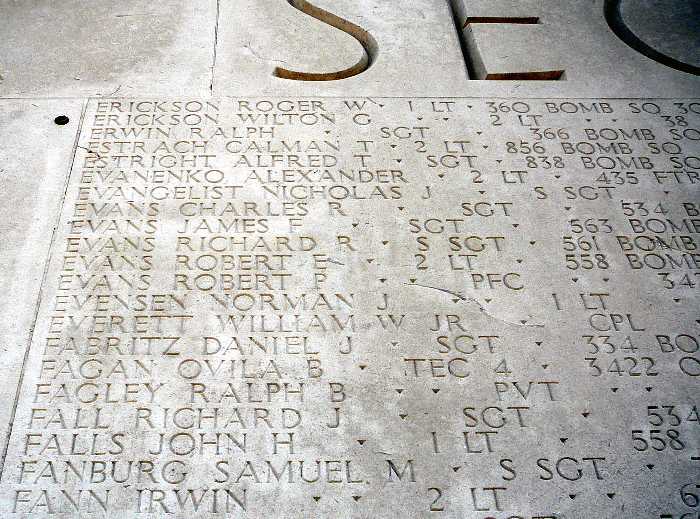 SE
ERICKSON ROGER W · 1 LT · 360 BOMB SQ
ERICKSON WILTON G · 2 LT ·
ERWIN RALPH · SGT · 366 BOMB SQ
ESTRACH CALMAN T · 2 LT · 856 BOMB SQ
ESTRIGHT ALFRED T · SGT · 838 BOMB SQ
EVANENKO ALEXANDER · 2 LT · 435 FTR
EVANGELIST NICHOLAS J · S SGT ·
EVANS CHARLES R · SGT · 534
EVANS JAMES F · SGT · 563 BOMB
EVANS RICHARD R · S SGT · 561 BOMB
EVANS ROBERT E · 2 LT · 558 BOMB
EVANS ROBERT P · PFC ·
EVENSEN NORMAN J · 1 LT ·
EVERETT WILLIAM W JR · CPL ·
FABRITZ DANIEL J · SGT · 334
FAGAN OVILA B · TEC 4 · 3422
FAGLEY RALPH B · PVT ·
FALL RICHARD J · SGT · 534
FALLS JOHN H · 1 LT · 558
FANBURG SAMUEL M · S SGT ·
FANN IRWIN · 2 LT ·